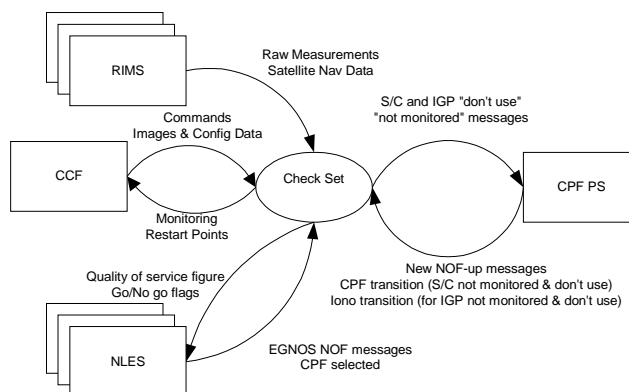 RIMS
Raw Measurements
Satellite Nav Data
S/C and IGP "don't use"
"not monitored" messages
Commands
Images & Config Data
CCF
Check Set
CPF PS
Monitoring
Restart Points
New NOF-up messages
CPF transition (S/C not monitored & don't use)
Iono transition (for IGP not monitored & don't use)
Quality of service figure
Go/No go flags
NLES
EGNOS NOF messages
CPF selected